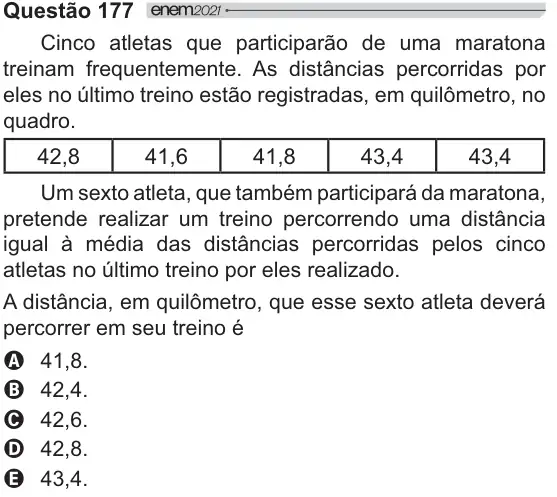 Questão 177 enem2021
Cinco atletas que participarão de uma maratona
treinam frequentemente. As distâncias percorridas por
eles no último treino estão registradas, em quilômetro, no
quadro.
42,8 41,6 41,8 43,4 43,4
Um sexto atleta, que também participará da maratona,
pretende realizar um treino percorrendo uma distância
igual à média das distâncias percorridas pelos cinco
atletas no último treino por eles realizado.
A distância, em quilômetro, que esse sexto atleta deverá
percorrer em seu treino é
A 41,8.
B 42,4.
C 42,6.
D 42,8.
E 43,4.